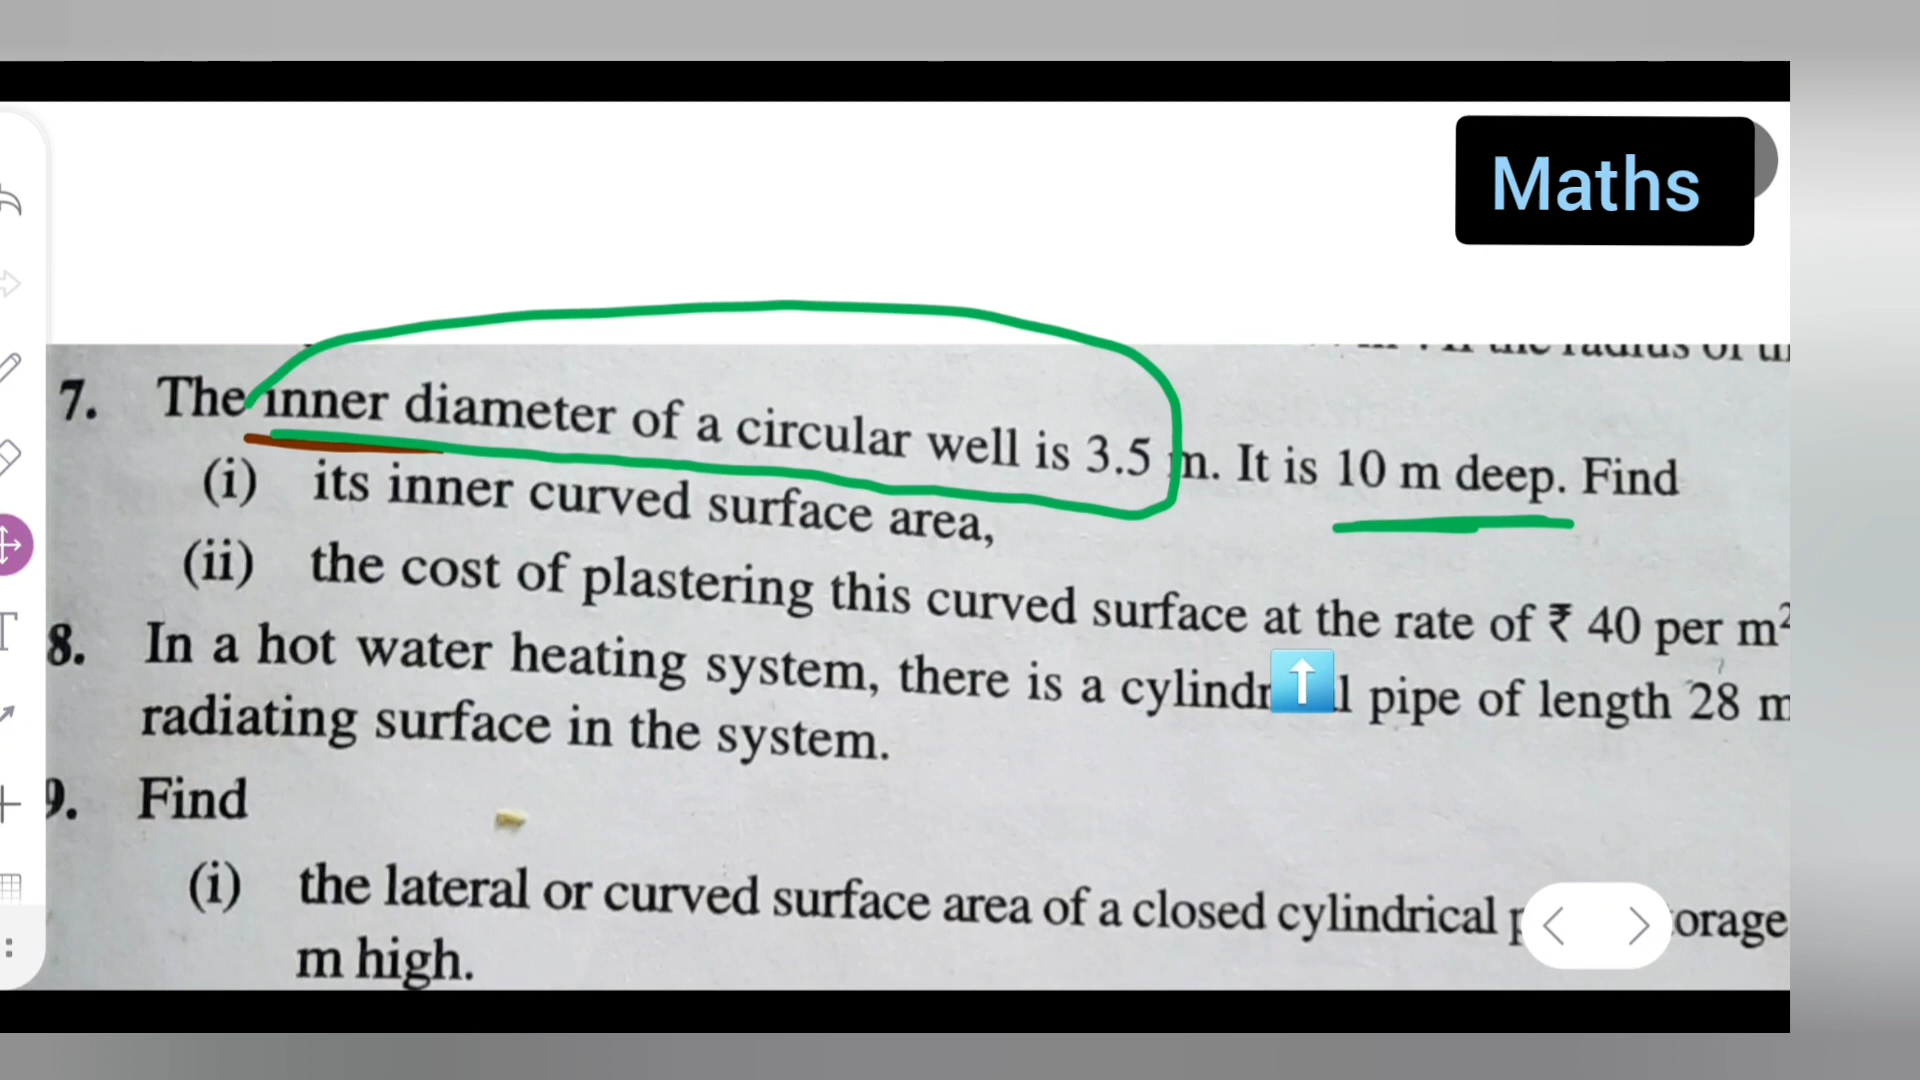 Maths
radius of
7. The inner diameter of a circular well is 3.5 m. It is 10 m deep. Find
(i) its inner curved surface area,
(ii) the cost of plastering this curved surface at the rate of ₹ 40 per m²
8. In a hot water heating system, there is a pipe of length 28 m
radiating surface in the system.
9. Find
(i) the lateral or curved surface area of a closed cylindrical
m high.